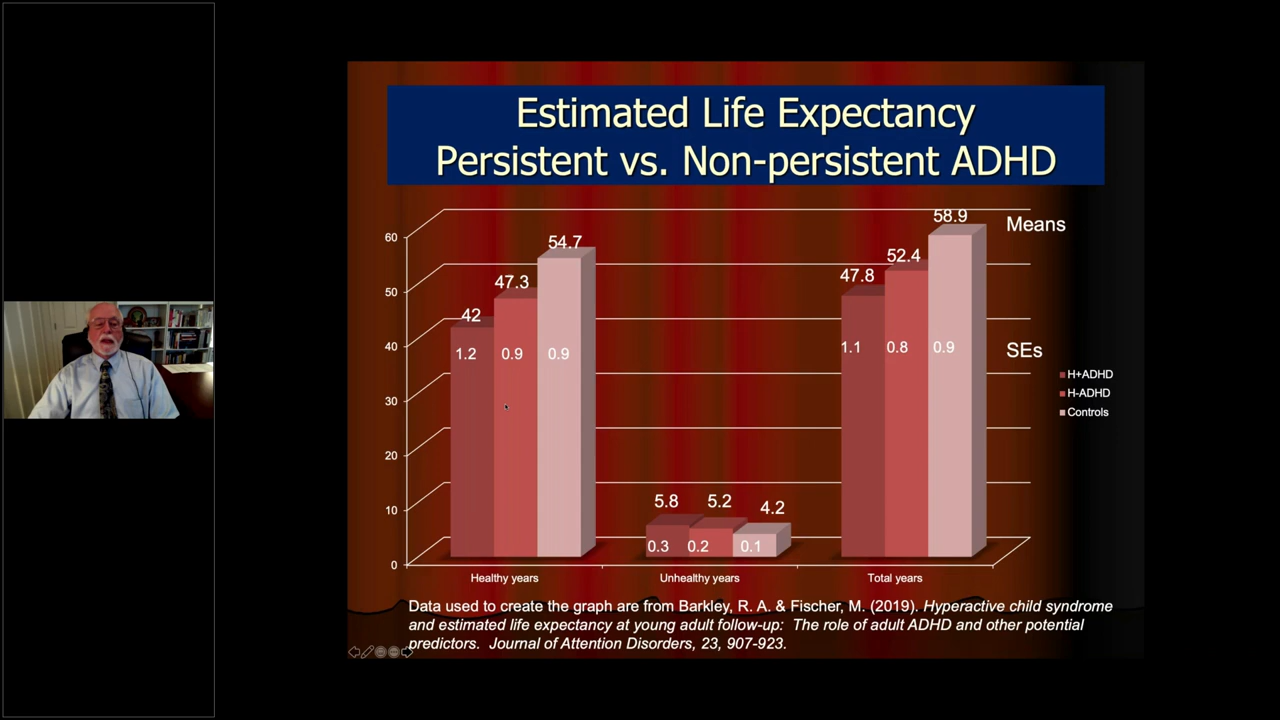 Estimated Life Expectancy
Persistent vs. Non-persistent ADHD
Means
SEs
60
50
40
30
20
10
0
42
47.3
54.7
1.2
0.9
0.9
5.8
5.2
4.2
0.3
0.2
0.1
47.8
52.4
58.9
1.1
0.8
0.9
H+ADHD
H-ADHD
Controls
Healthy years
Unhealthy years
Total years
Data used to create the graph are from Barkley, R. A. & Fischer, M. (2019). Hyperactive child syndrome
and estimated life expectancy at young adult follow-up: The role of adult ADHD and other potential
predictors. Journal of Attention Disorders, 23, 907-923.